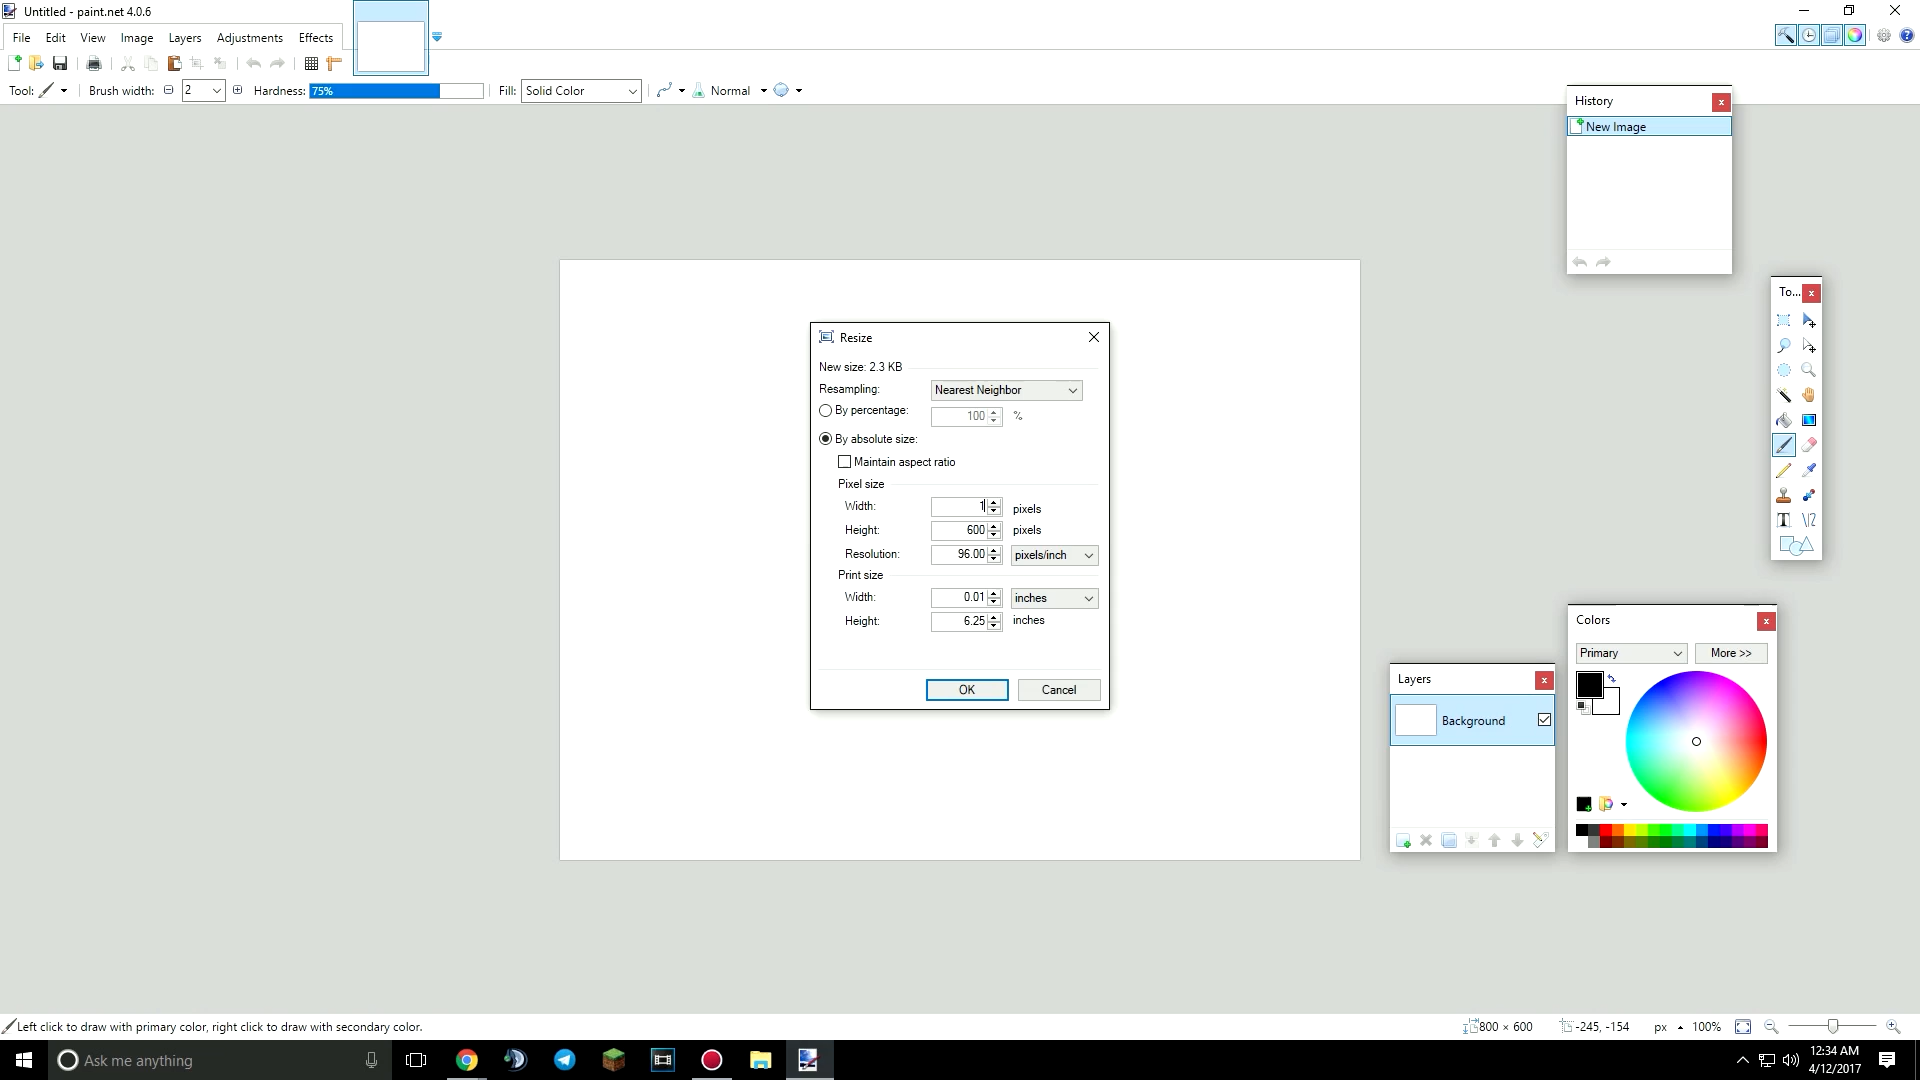 Untitled - paint.net 4.0.6
File Edit View Image Layers Adjustments Effects
Tool: Brush width: 2 Hardness: 75% Fill: Solid Color Normal
History
New Image
To...
Resize
New size: 2.3 KB
Resampling: Nearest Neighbor
By percentage: 100 %
By absolute size:
Maintain aspect ratio
Pixel size
Width: 1 pixels
Height: 600 pixels
Resolution: 96.00 pixels/inch
Print size
Width: 0.01 inches
Height: 6.25 inches
OK Cancel
Colors
Primary More >>
Layers
Background
Left click to draw with primary color, right click to draw with secondary color.
800 × 600 -245, -154 px 100%
Ask me anything
12:34 AM
4/12/2017